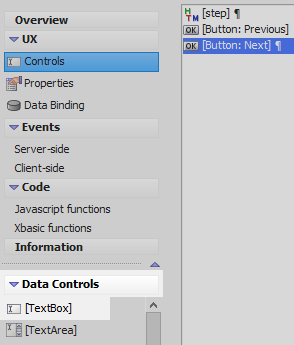 Overview
UX
Controls
Properties
Data Binding
Events
Server-side
Client-side
Code
Javascript functions
Xbasic functions
Information
Data Controls
[TextBox]
[TextArea]
HTM [step] ¶
OK [Button: Previous] ¶
OK [Button: Next] ¶